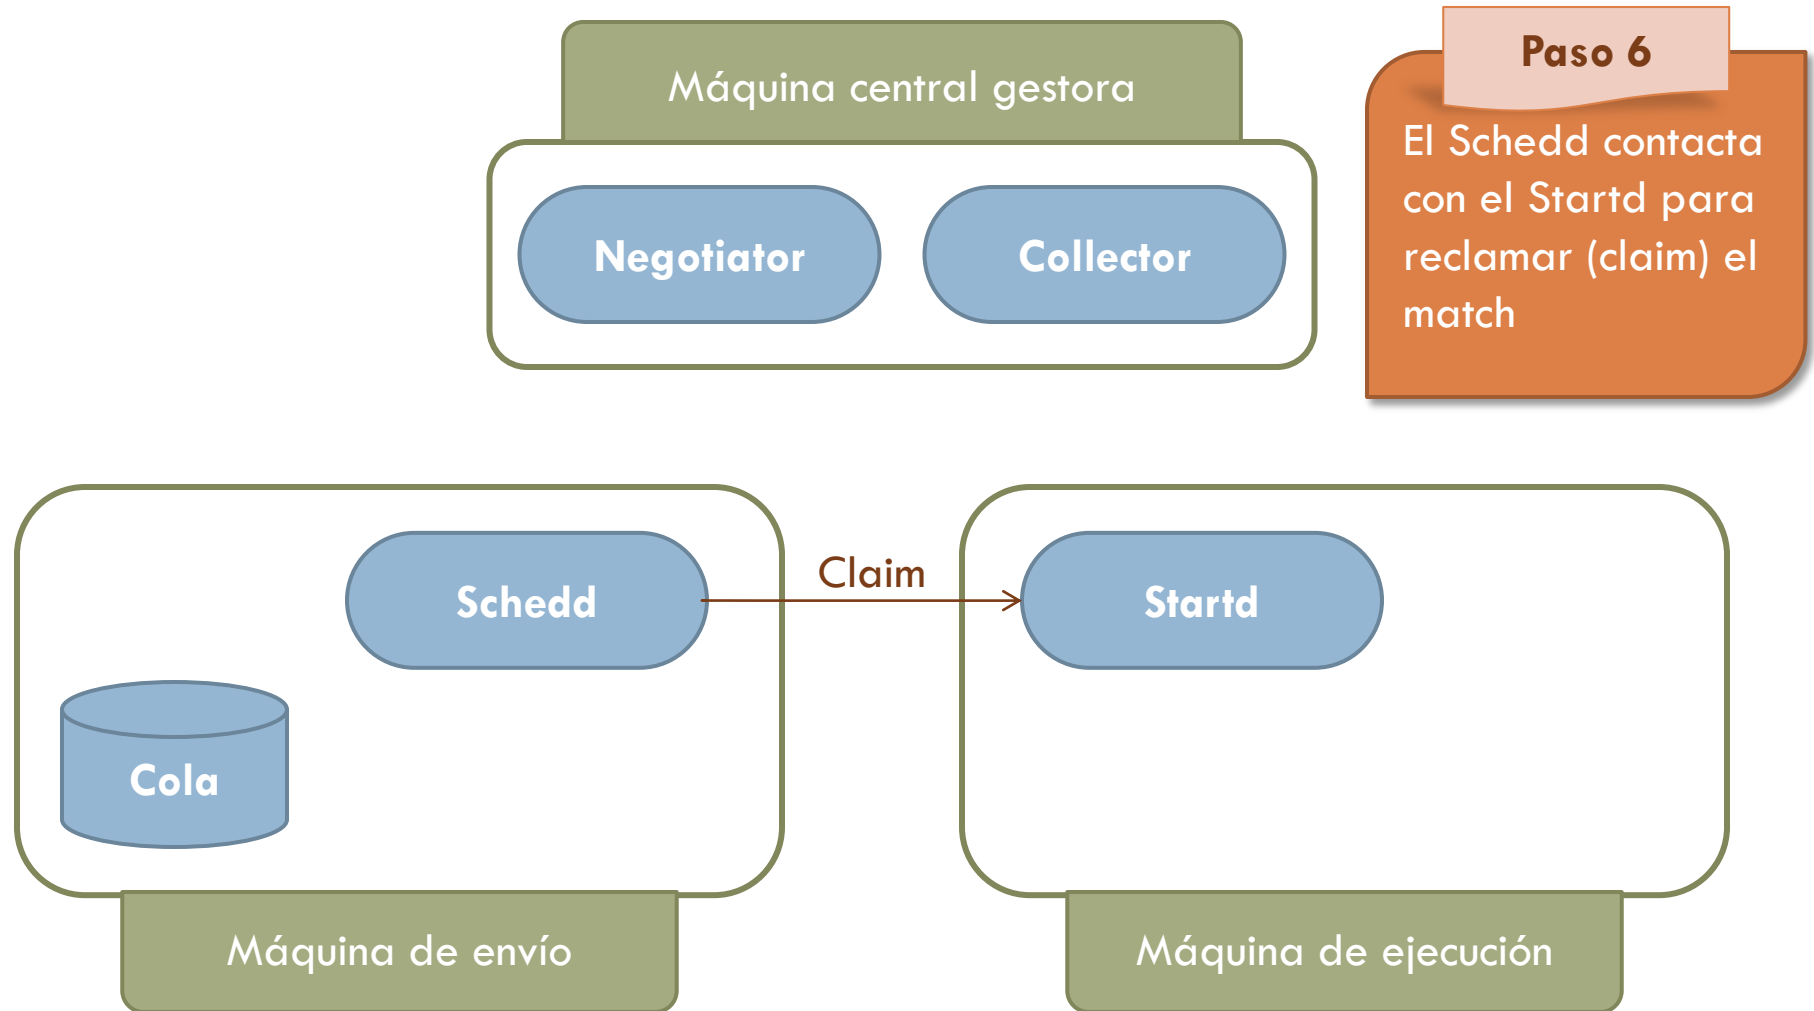 Máquina central gestora
Negotiator
Collector
Paso 6
El Schedd contacta
con el Startd para
reclamar (claim) el
match
Schedd
Claim
Startd
Cola
Máquina de envío
Máquina de ejecución